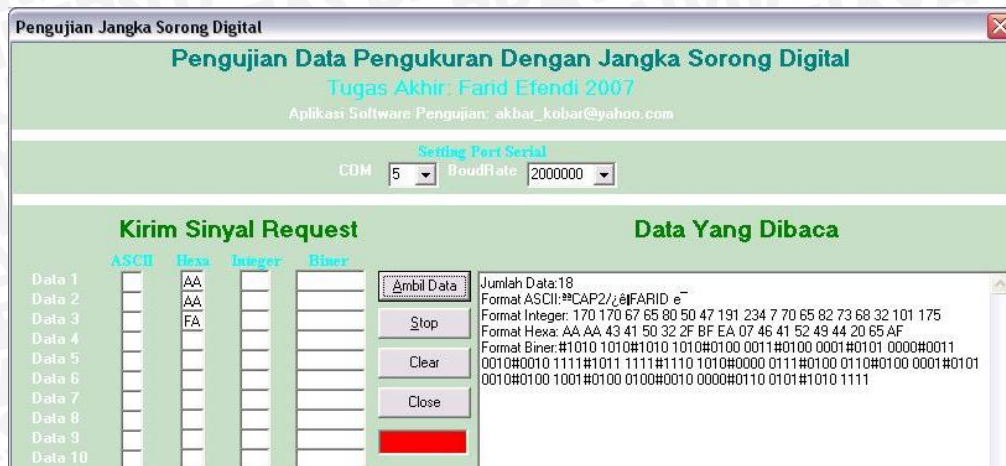 Pengujian Jangka Sorong Digital
Pengujian Data Pengukuran Dengan Jangka Sorong Digital
Tugas Akhir: Farid Efendi 2007
Aplikasi Software Pengujian: akbar_kobar@yahoo.com
Setting Port Serial
COM 5 BoudRate 2000000
Kirim Sinyal Request
ASCII Hexa Integer Biner
Data 1 AA
Data 2 AA
Data 3 FA
Data 4
Data 5
Data 6
Data 7
Data 8
Data 9
Data 10
Ambil Data
Stop
Clear
Close
Data Yang Dibaca
Jumlah Data:18
Format ASCII:ªªCAP2/¿êFARID e¯
Format Integer: 170 170 67 65 80 50 47 191 234 7 70 65 82 73 68 32 101 175
Format Hexa: AA AA 43 41 50 32 2F BF EA 07 46 41 52 49 44 20 65 AF
Format Biner:#1010 1010#1010 1010#0100 0011#0100 0001#0101 0000#0011
0010#0010 1111#1011 1111#1110 1010#0000 0111#0100 0110#0100 0001#0101
0010#0100 1001#0100 0100#0010 0000#0110 0101#1010 1111